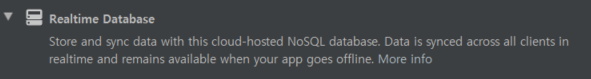 Realtime Database
Store and sync data with this cloud-hosted NoSQL database. Data is synced across all clients in
realtime and remains available when your app goes offline. More info